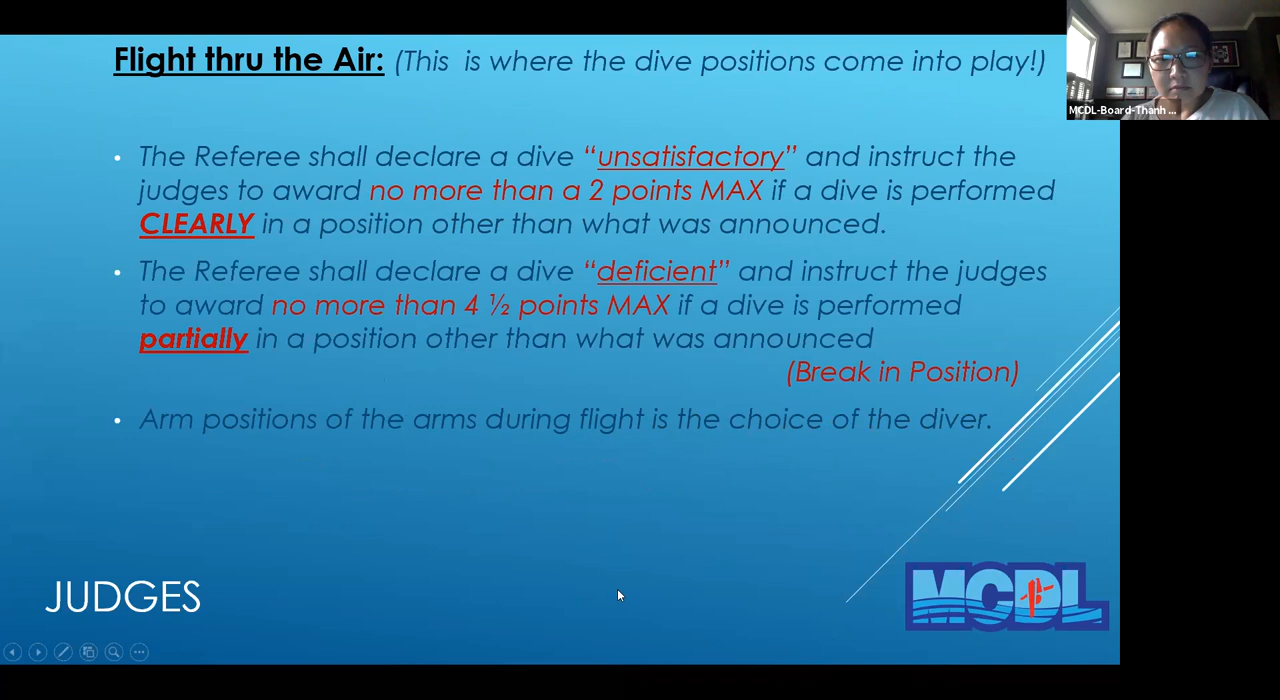 Flight thru the Air: (This is where the dive positions come into play!)
MCDL-Board-Thanh ...
• The Referee shall declare a dive “unsatisfactory” and instruct the
judges to award no more than a 2 points MAX if a dive is performed
CLEARLY in a position other than what was announced.
• The Referee shall declare a dive “deficient” and instruct the judges
to award no more than 4 ½ points MAX if a dive is performed
partially in a position other than what was announced
(Break in Position)
• Arm positions of the arms during flight is the choice of the diver.
JUDGES
MCDL